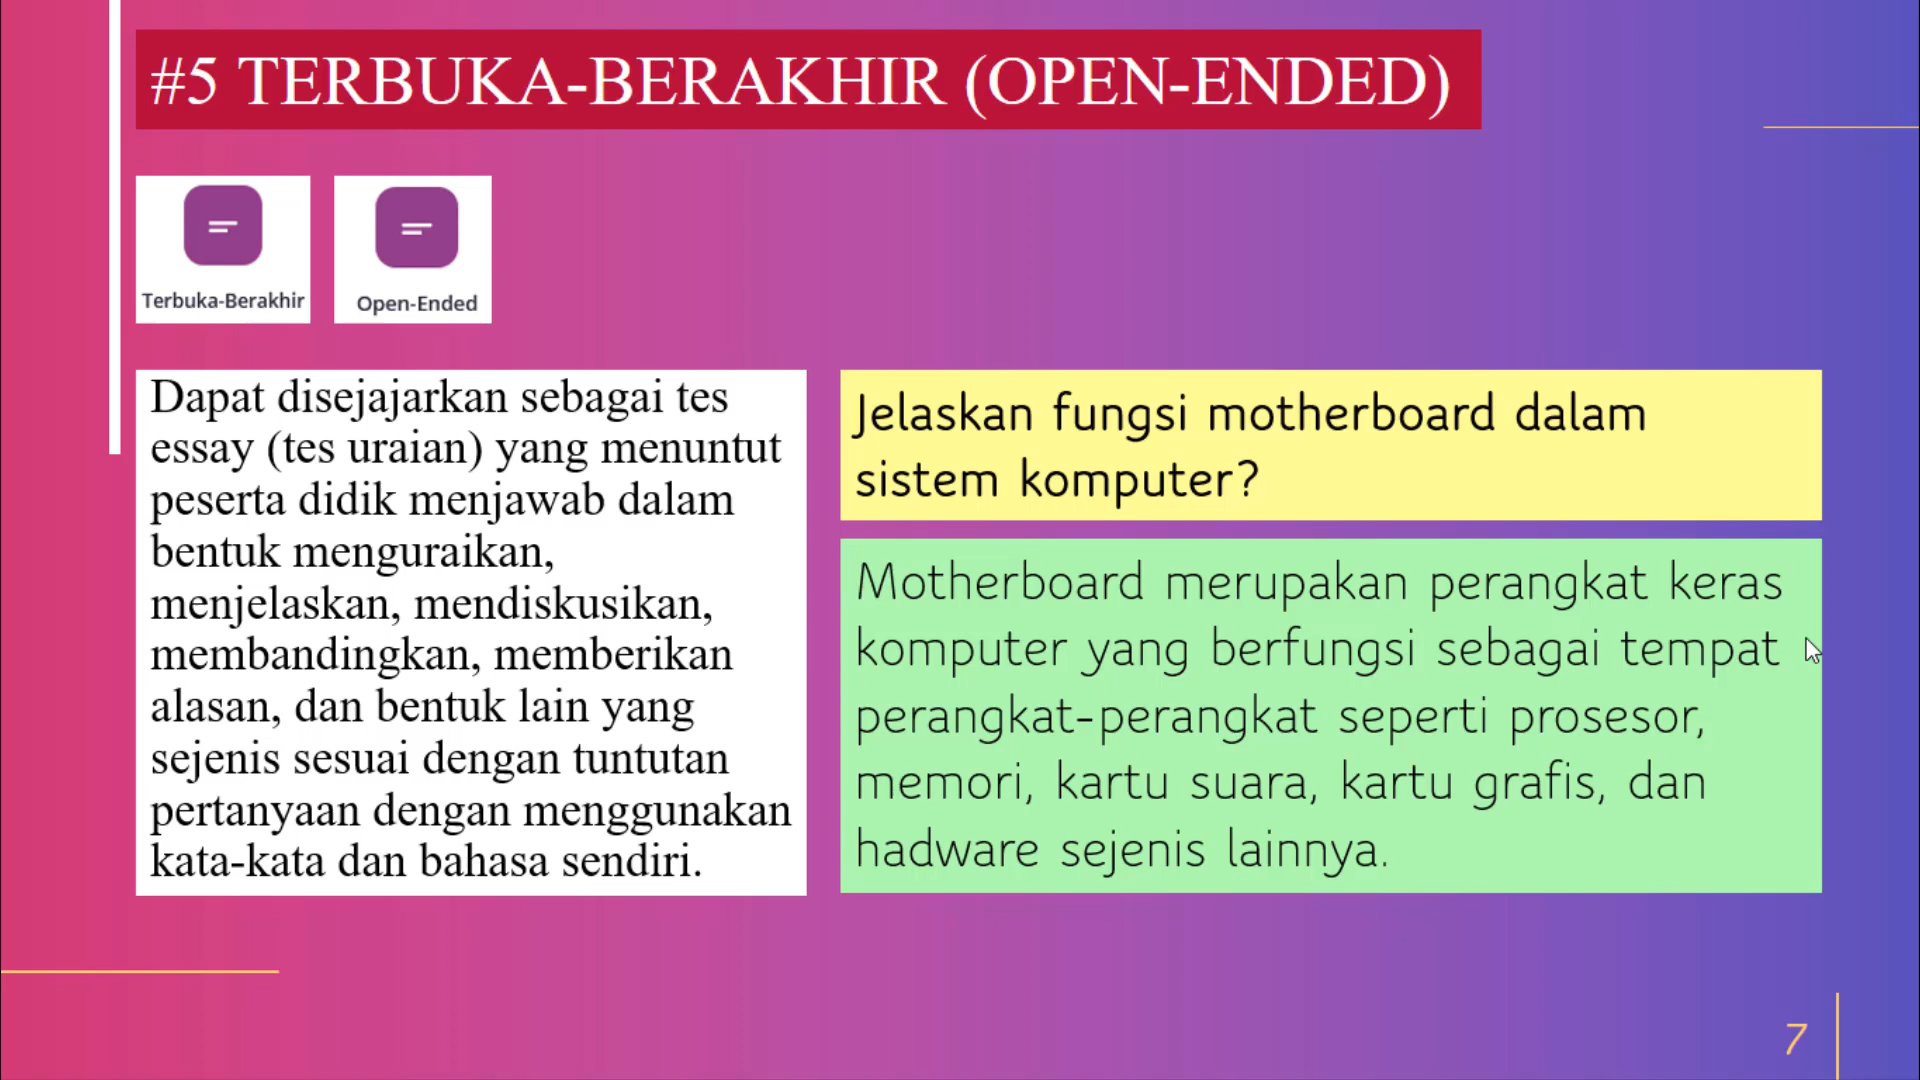 #5 TERBUKA-BERAKHIR (OPEN-ENDED)
Terbuka-Berakhir
Open-Ended
Dapat disejajarkan sebagai tes
essay (tes uraian) yang menuntut
peserta didik menjawab dalam
bentuk menguraikan,
menjelaskan, mendiskusikan,
membandingkan, memberikan
alasan, dan bentuk lain yang
sejenis sesuai dengan tuntutan
pertanyaan dengan menggunakan
kata-kata dan bahasa sendiri.
Jelaskan fungsi motherboard dalam
sistem komputer?
Motherboard merupakan perangkat keras
komputer yang berfungsi sebagai tempat
perangkat-perangkat seperti prosesor,
memori, kartu suara, kartu grafis, dan
hadware sejenis lainnya.
7